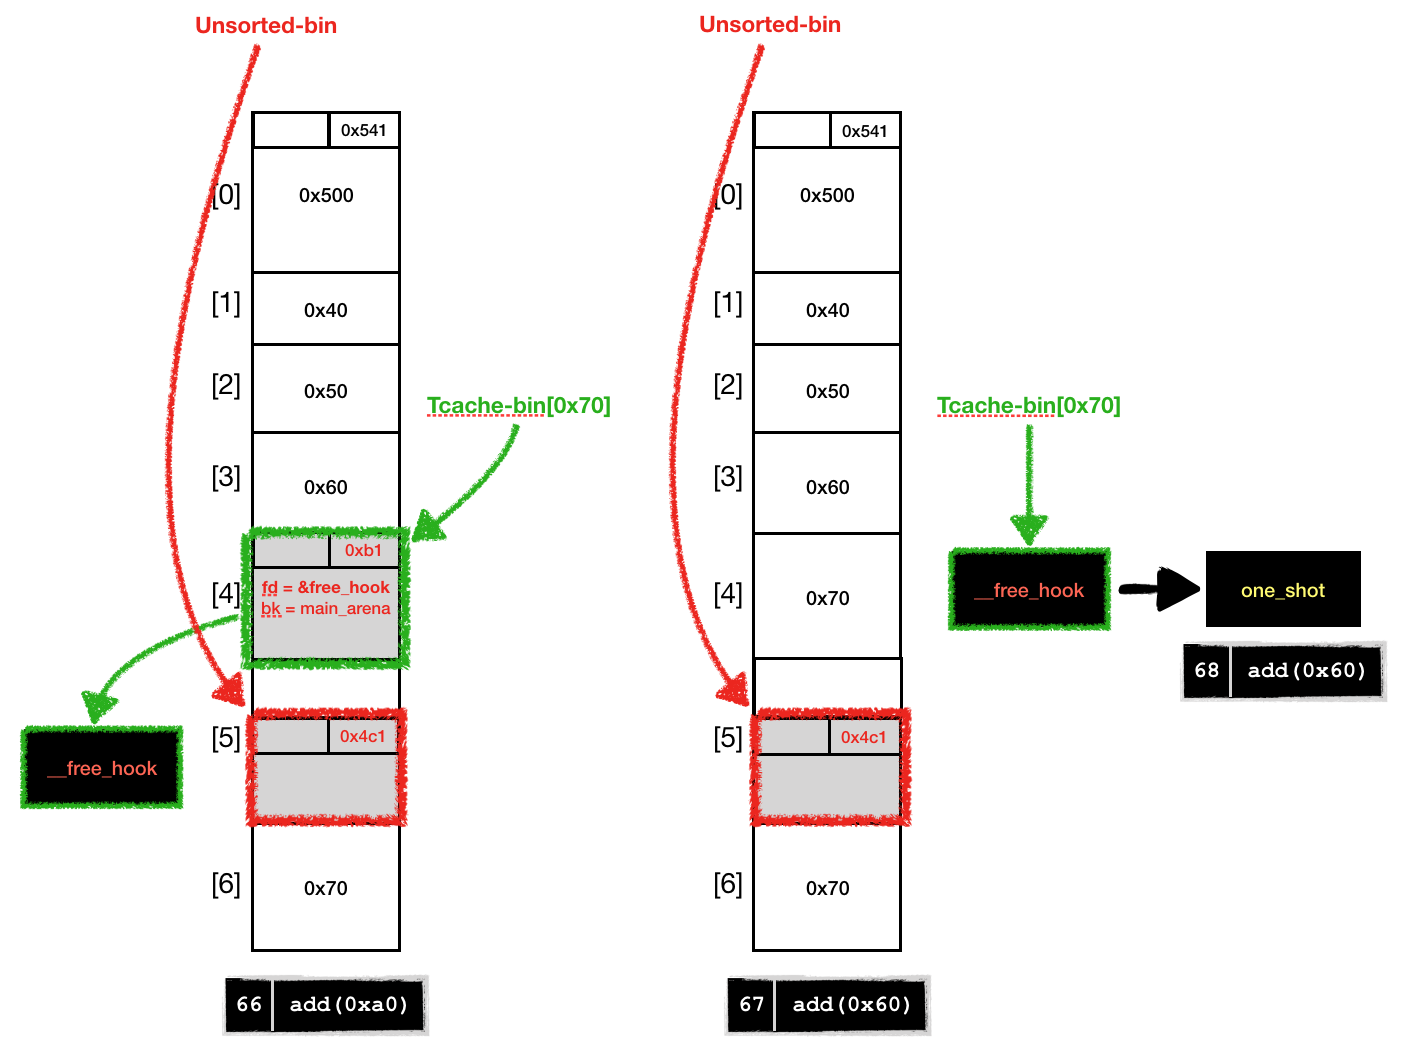 Unsorted-bin
0x541
[0]
0x500
[1]
0x40
[2]
0x50
Tcache-bin[0x70]
[3]
0x60
0xb1
[4]
fd = &free_hook
bk = main_arena
__free_hook
[5]
0x4c1
[6]
0x70
66 add(0xa0)
Unsorted-bin
0x541
[0]
0x500
[1]
0x40
[2]
0x50
Tcache-bin[0x70]
[3]
0x60
[4]
0x70
__free_hook
one_shot
68 add(0x60)
[5]
0x4c1
[6]
0x70
67 add(0x60)